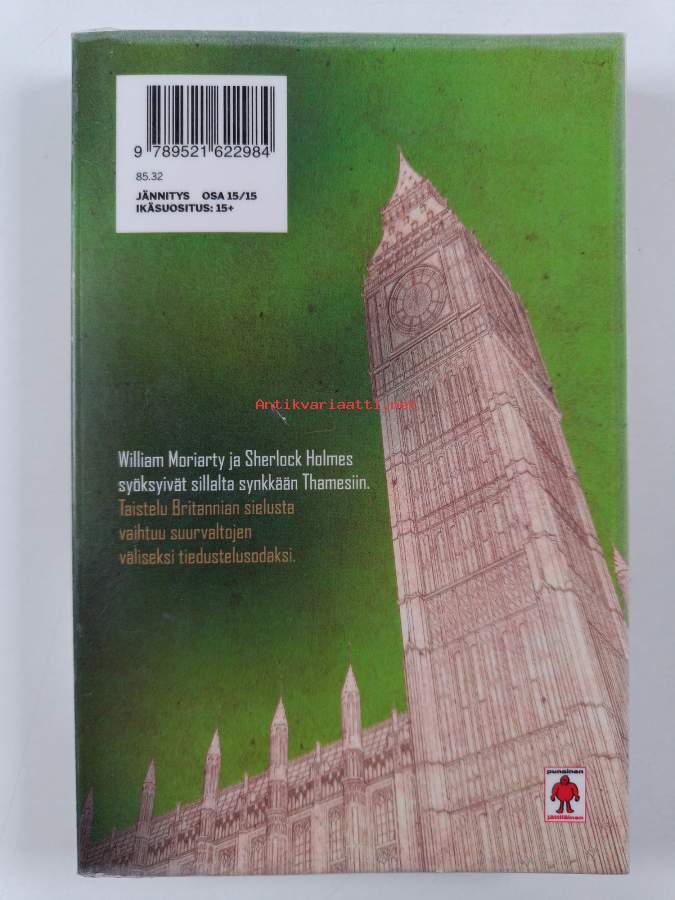 9 789521 622984
85.32
JÄNNITYS OSA 15/15
IKÄSUOSITUS: 15+
Antikvariaatti.net
William Moriarty ja Sherlock Holmes
syöksyivät sillalta synkkään Thamesiin.
Taistelu Britannian sielusta
vaihtuu suurvaltojen
väliseksi tiedustelusodaksi.
punainen
jättiläinen